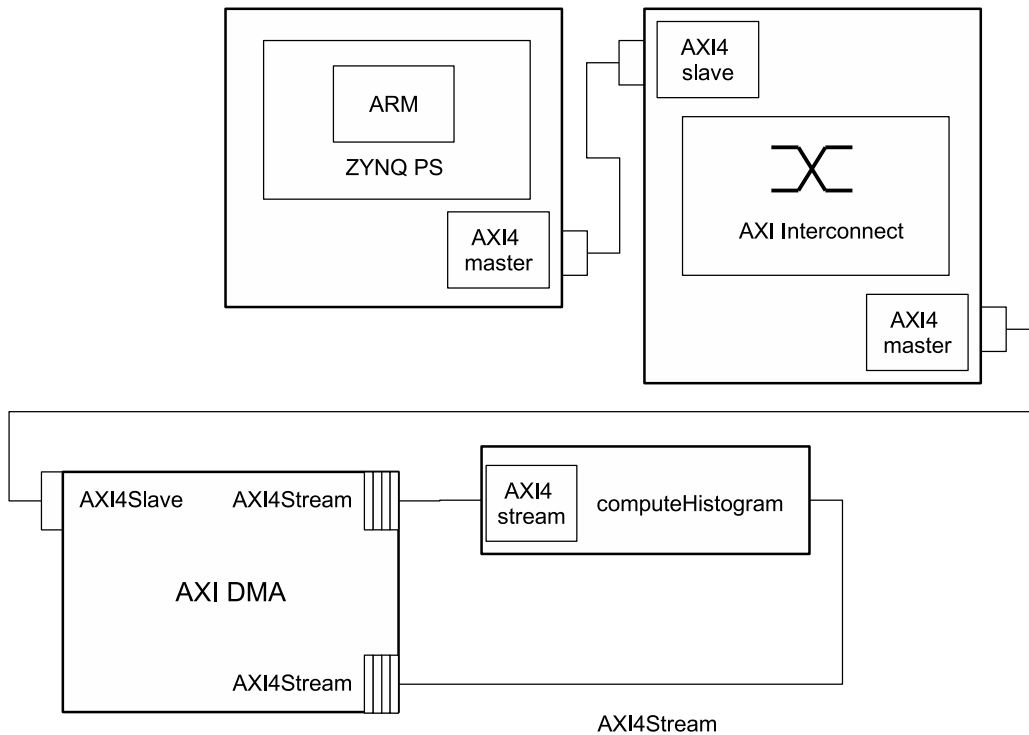 ARM
ZYNQ PS
AXI4
master
AXI4
slave
AXI Interconnect
AXI4
master
AXI4Slave
AXI4Stream
AXI DMA
AXI4Stream
AXI4
stream
computeHistogram
AXI4Stream